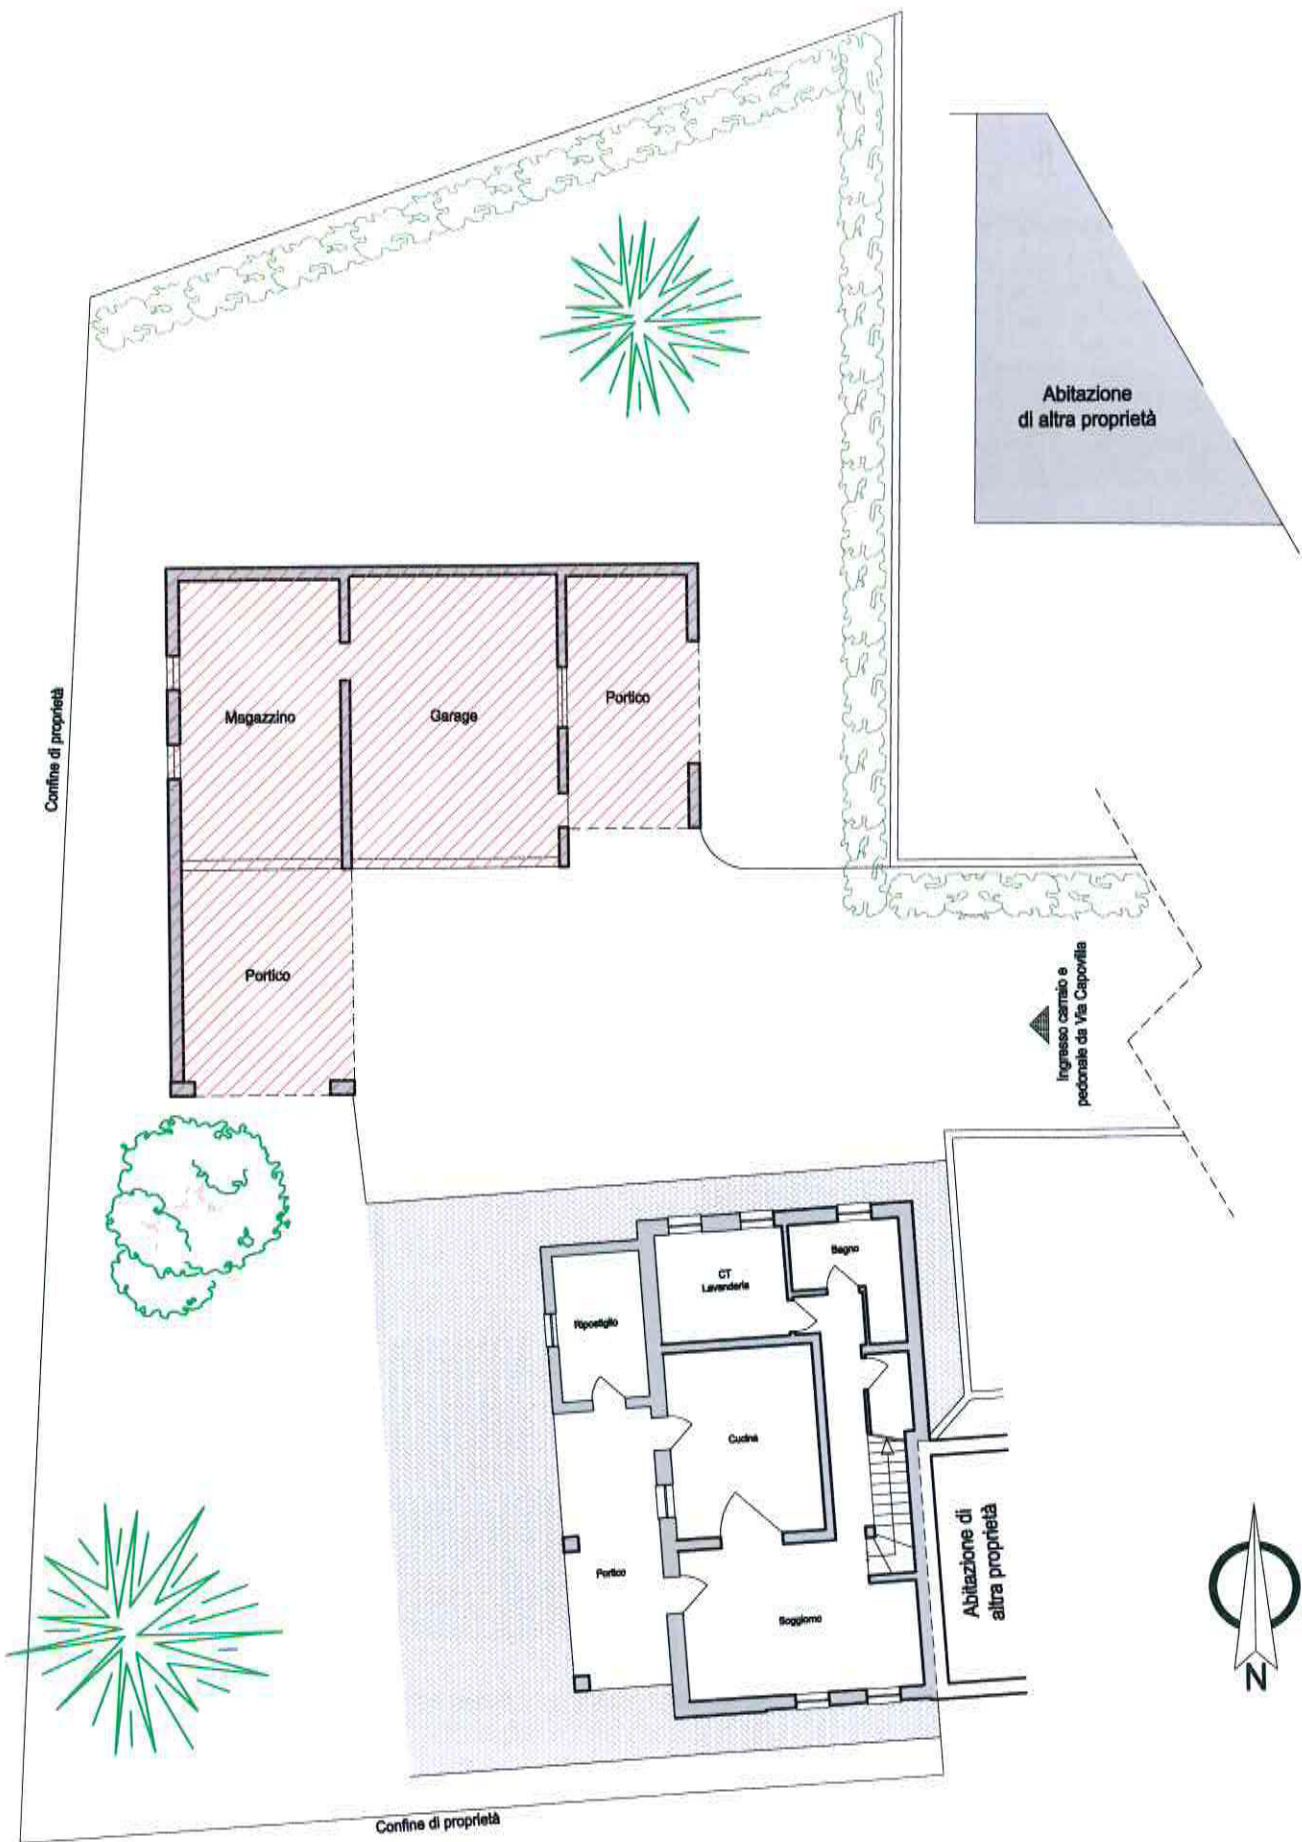 Abitazione
di altra proprietà
Confine di proprietà
Magazzino
Garage
Portico
Portico
Ingresso carraio e
pedonale da Via Capovilla
Bagno
CT
Lavanderia
Ripostiglio
Cucina
Portico
Soggiorno
Abitazione di
altra proprietà
N
Confine di proprietà